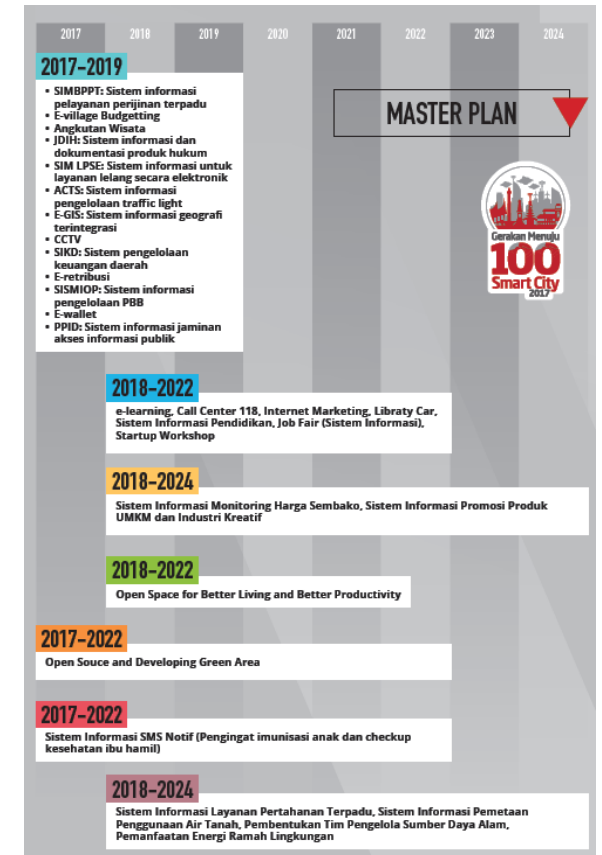 2017 2018 2019 2020 2021 2022 2023 2024
2017-2019
▪ SIMBPPT: Sistem informasi
pelayanan perijinan terpadu
▪ E-village Budgetting
▪ Angkutan Wisata
▪ JDIH: Sistem informasi dan
dokumentasi produk hukum
▪ SIM LPSE: Sistem informasi untuk
layanan lelang secara elektronik
▪ ACTS: Sistem informasi
pengelolaan traffic light
▪ E-GIS: Sistem informasi geografi
terintegrasi
▪ CCTV
▪ SIKD: Sistem pengelolaan
keuangan daerah
▪ E-retribusi
▪ SISMIOP: Sistem informasi
pengelolaan PBB
▪ E-wallet
▪ PPID: Sistem informasi jaminan
akses informasi publik
MASTER PLAN
Gerakan Menuju
100
Smart City
2017
2018-2022
e-learning, Call Center 118, Internet Marketing, Libraty Car,
Sistem Informasi Pendidikan, Job Fair (Sistem Informasi),
Startup Workshop
2018-2024
Sistem Informasi Monitoring Harga Sembako, Sistem Informasi Promosi Produk
UMKM dan Industri Kreatif
2018-2022
Open Space for Better Living and Better Productivity
2017-2022
Open Souce and Developing Green Area
2017-2022
Sistem Informasi SMS Notif (Pengingat imunisasi anak dan checkup
kesehatan ibu hamil)
2018-2024
Sistem Informasi Layanan Pertahanan Terpadu, Sistem Informasi Pemetaan
Penggunaan Air Tanah, Pembentukan Tim Pengelola Sumber Daya Alam,
Pemanfaatan Energi Ramah Lingkungan